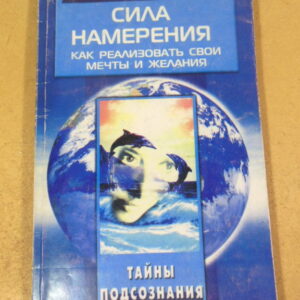 СИЛА
НАМЕРЕНИЯ
КАК РЕАЛИЗОВАТЬ СВОИ
МЕЧТЫ И ЖЕЛАНИЯ
ТАЙНЫ
ПОДСОЗНАНИЯ